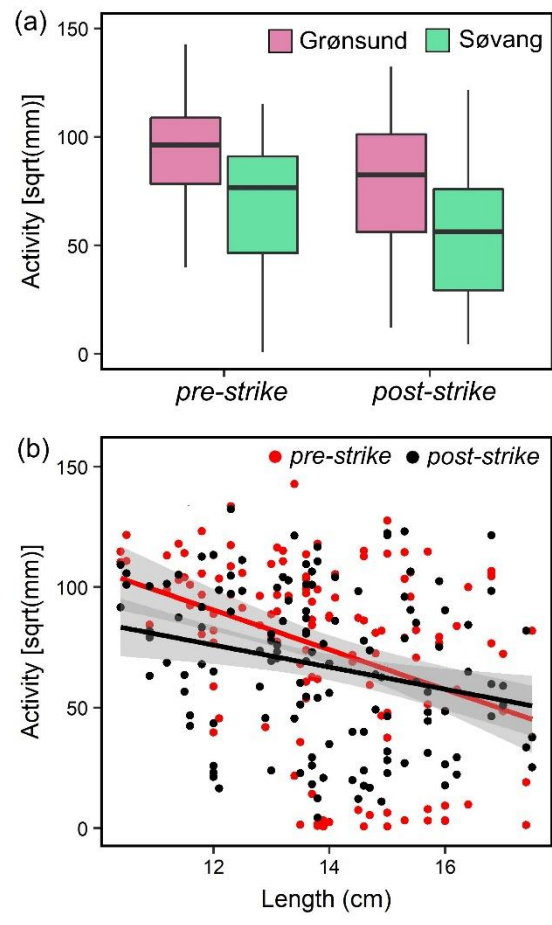 (a)
150
Grønsund
Søvang
100
50
0
Activity [sqrt(mm)]
pre-strike
post-strike
(b)
150
pre-strike
post-strike
100
50
0
Activity [sqrt(mm)]
12
14
16
Length (cm)